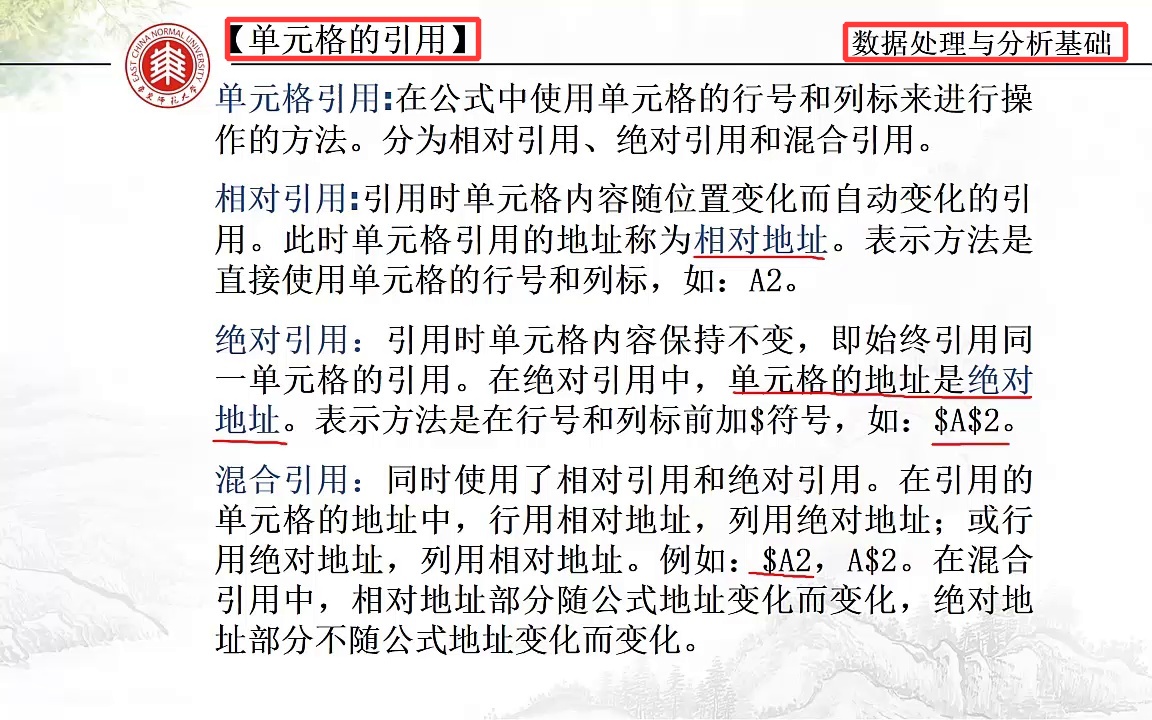 【单元格的引用】
数据处理与分析基础
EAST CHINA NORMAL UNIVERSITY
华东师范大学
单元格引用:在公式中使用单元格的行号和列标来进行操
作的方法。分为相对引用、绝对引用和混合引用。
相对引用:引用时单元格内容随位置变化而自动变化的引
用。此时单元格引用的地址称为相对地址。表示方法是
直接使用单元格的行号和列标，如：A2。
绝对引用：引用时单元格内容保持不变，即始终引用同
一单元格的引用。在绝对引用中，单元格的地址是绝对
地址。表示方法是在行号和列标前加$符号，如：$A$2。
混合引用：同时使用了相对引用和绝对引用。在引用的
单元格的地址中，行用相对地址，列用绝对地址；或行
用绝对地址，列用相对地址。例如：$A2，A$2。在混合
引用中，相对地址部分随公式地址变化而变化，绝对地
址部分不随公式地址变化而变化。